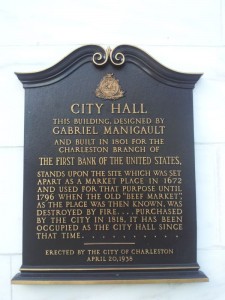 CITY HALL
THIS BUILDING, DESIGNED BY
GABRIEL MANIGAULT
AND BUILT IN 1801 FOR THE
CHARLESTON BRANCH OF
THE FIRST BANK OF THE UNITED STATES,
STANDS UPON THE SITE WHICH WAS SET
APART AS A MARKET PLACE IN 1672
AND USED FOR THAT PURPOSE UNTIL
1796 WHEN THE OLD "BEEF MARKET",
AS THE PLACE WAS THEN KNOWN, WAS
DESTROYED BY FIRE.... PURCHASED
BY THE CITY IN 1818, IT HAS BEEN
OCCUPIED AS THE CITY HALL SINCE
THAT TIME. . . . . . . . . . .
ERECTED BY THE CITY OF CHARLESTON
APRIL 20, 1938